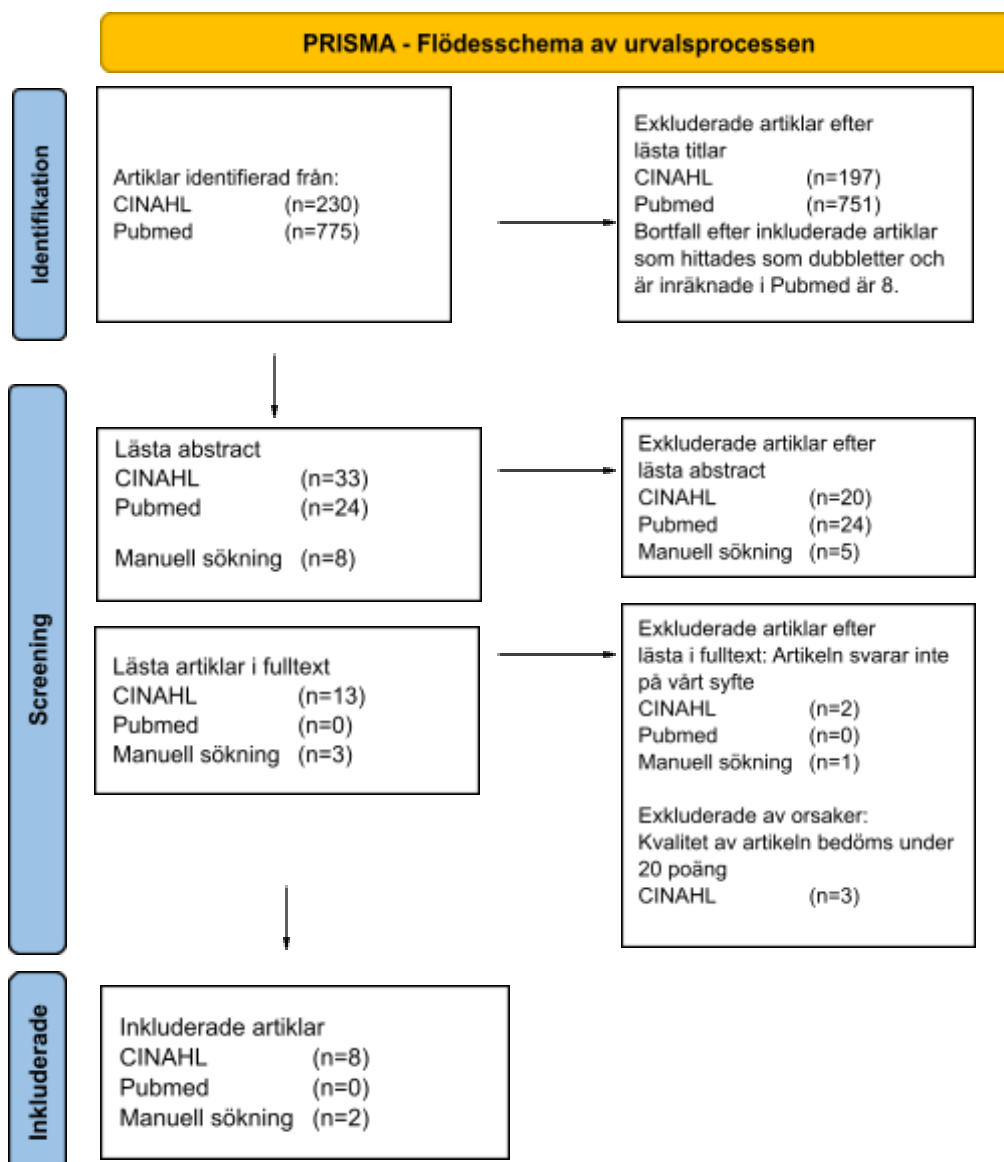 PRISMA - Flödesschema av urvalsprocessen
Identifikation
Artiklar identifierad från:
CINAHL (n=230)
Pubmed (n=775)
Exkluderade artiklar efter
lästa titlar
CINAHL (n=197)
Pubmed (n=751)
Bortfall efter inkluderade artiklar
som hittades som dubbletter och
är inräknade i Pubmed är 8.
Screening
Lästa abstract
CINAHL (n=33)
Pubmed (n=24)
Manuell sökning (n=8)
Exkluderade artiklar efter
lästa abstract
CINAHL (n=20)
Pubmed (n=24)
Manuell sökning (n=5)
Lästa artiklar i fulltext
CINAHL (n=13)
Pubmed (n=0)
Manuell sökning (n=3)
Exkluderade artiklar efter
lästa i fulltext: Artikeln svarar inte
på vårt syfte
CINAHL (n=2)
Pubmed (n=0)
Manuell sökning (n=1)
Exkluderade av orsaker:
Kvalitet av artikeln bedöms under
20 poäng
CINAHL (n=3)
Inkluderade
Inkluderade artiklar
CINAHL (n=8)
Pubmed (n=0)
Manuell sökning (n=2)